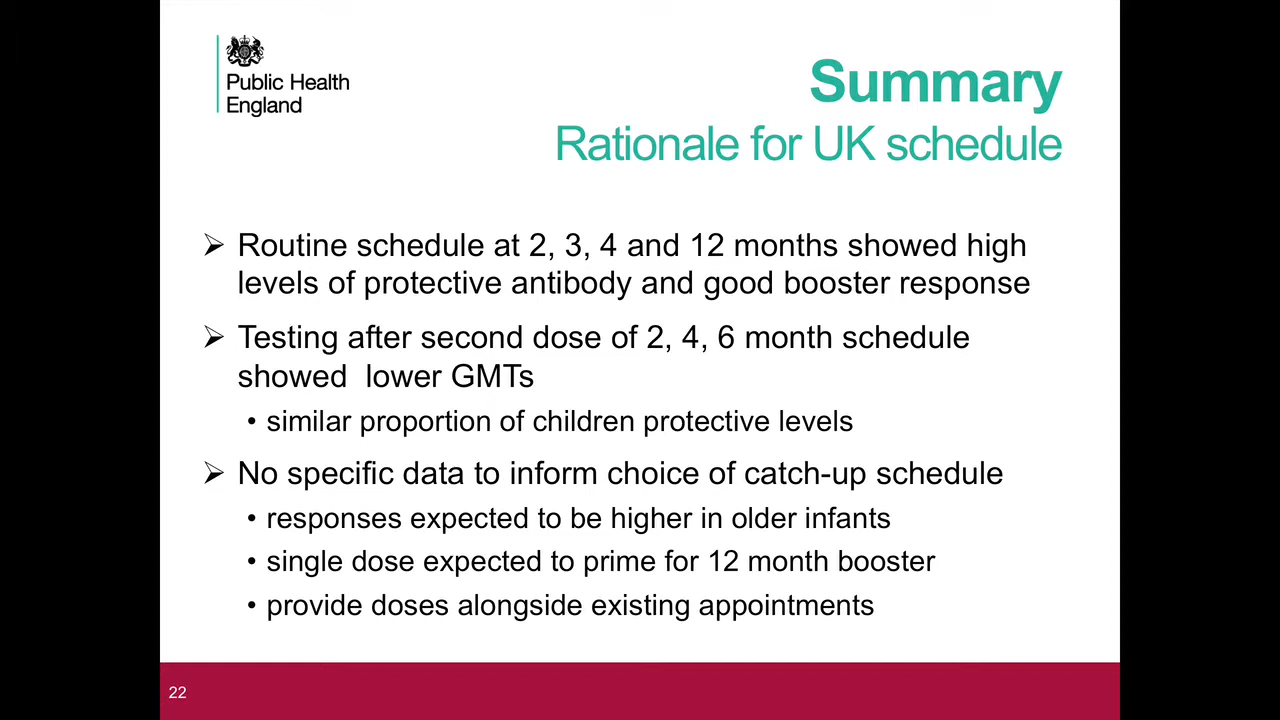 Public Health
England
Summary
Rationale for UK schedule
➢ Routine schedule at 2, 3, 4 and 12 months showed high
levels of protective antibody and good booster response
➢ Testing after second dose of 2, 4, 6 month schedule
showed  lower GMTs
• similar proportion of children protective levels
➢ No specific data to inform choice of catch-up schedule
• responses expected to be higher in older infants
• single dose expected to prime for 12 month booster
• provide doses alongside existing appointments
22